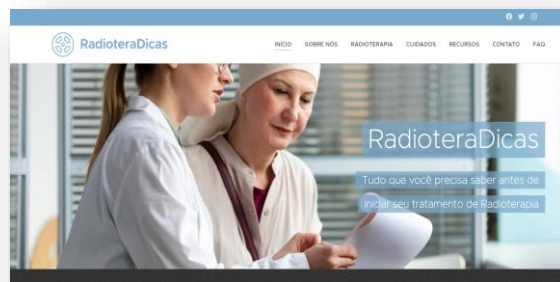 RadioteraDicas
INÍCIO SOBRE NÓS RADIOTERAPIA CUIDADOS RECURSOS CONTATO FAQ
RadioteraDicas
Tudo que você precisa saber antes de
iniciar seu tratamento de Radioterapia